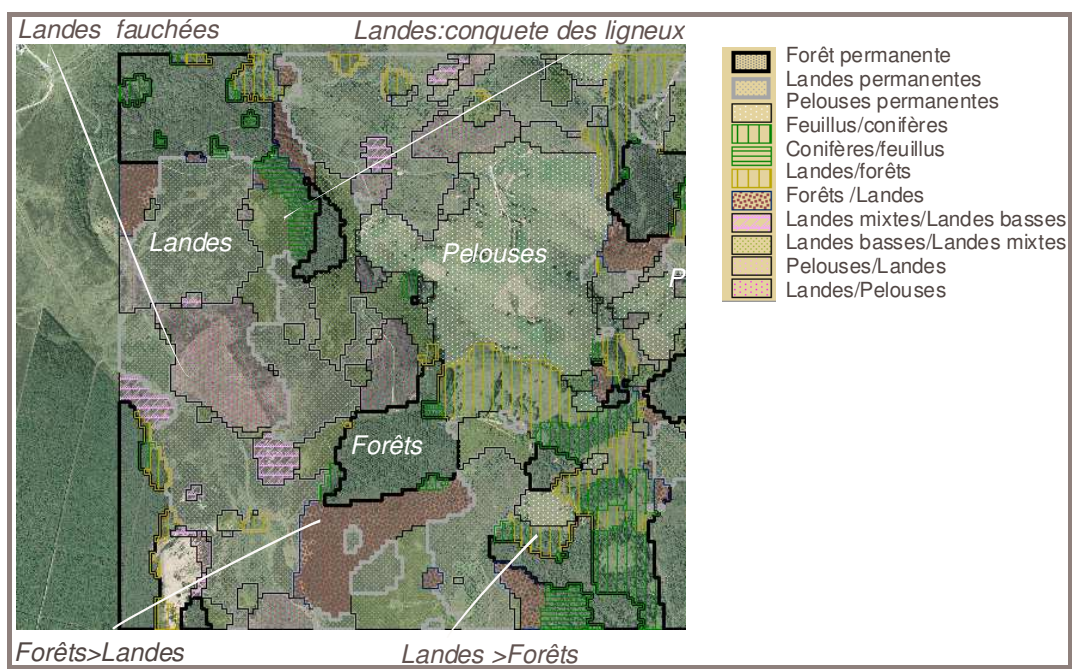 Landes fauchées
Landes:conquete des ligneux
Landes
Pelouses
P
Forêts
Forêts>Landes
Landes >Forêts
Forêt permanente
Landes permanentes
Pelouses permanentes
Feuillus/conifères
Conifères/feuillus
Landes/forêts
Forêts /Landes
Landes mixtes/Landes basses
Landes basses/Landes mixtes
Pelouses/Landes
Landes/Pelouses